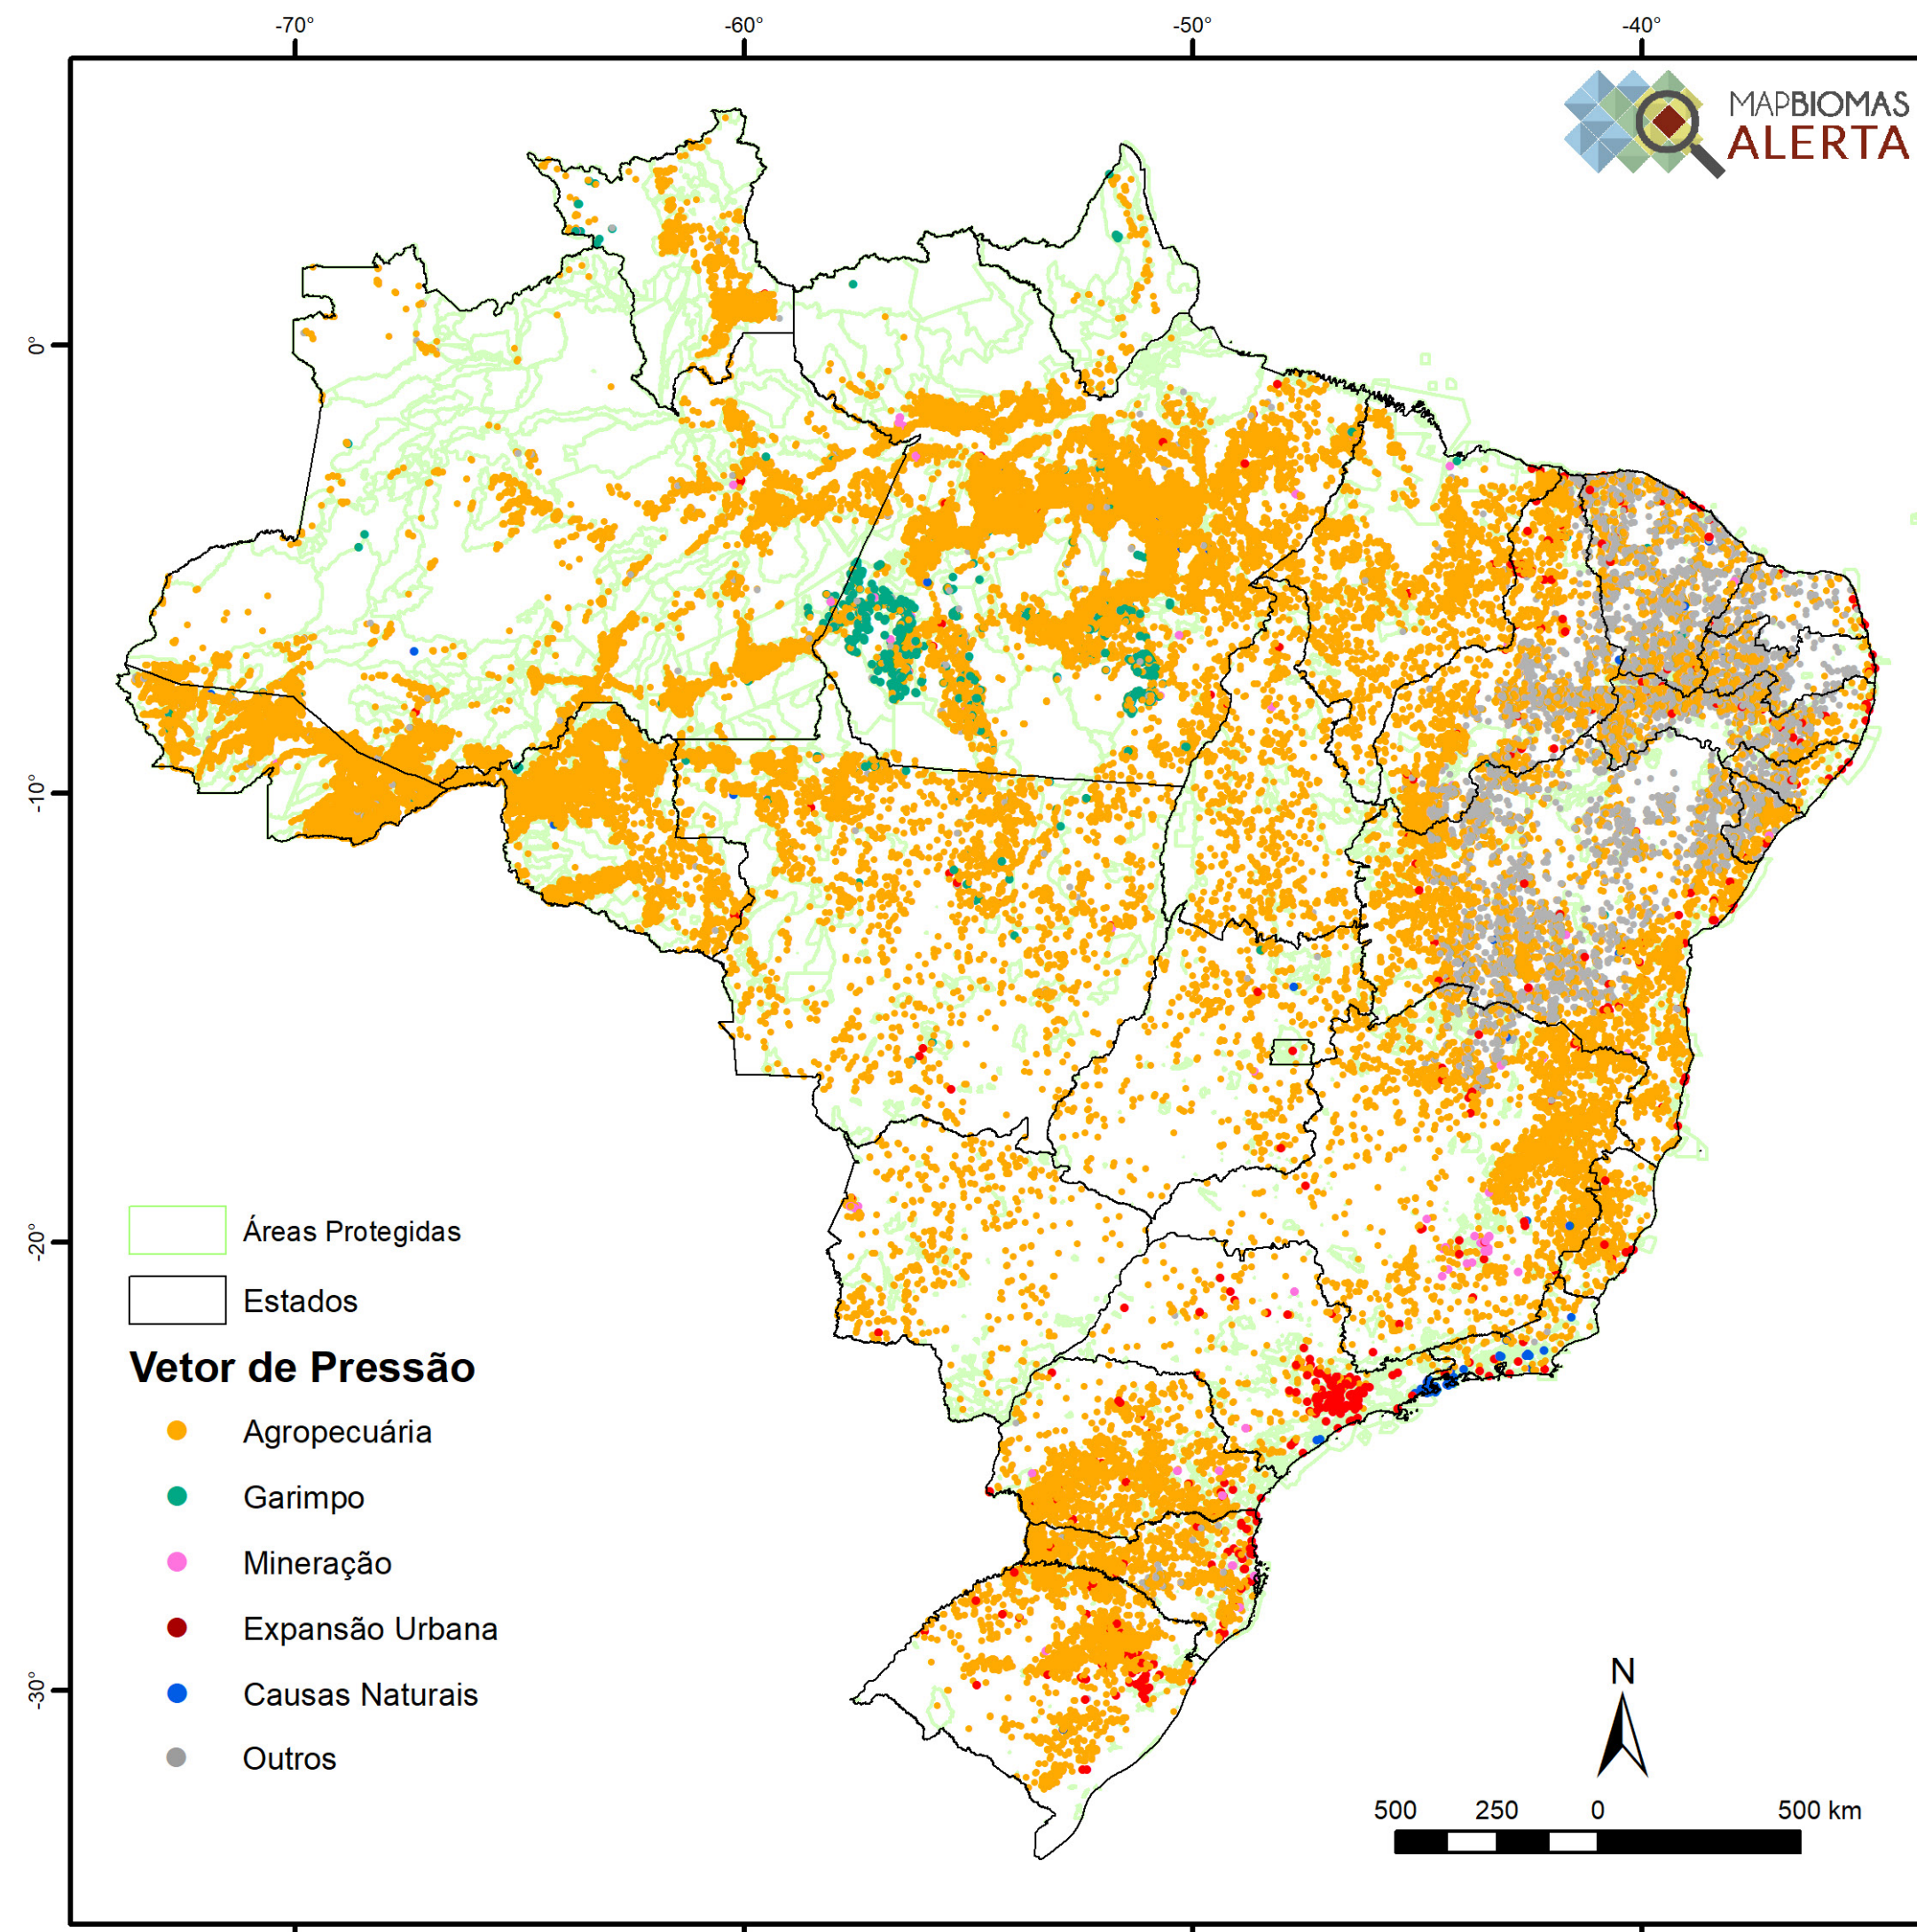 -70°
-60°
-50°
-40°
MAPBIOMAS
ALERTA
0°
-10°
-20°
-30°
Áreas Protegidas
Estados
Vetor de Pressão
Agropecuária
Garimpo
Mineração
Expansão Urbana
Causas Naturais
Outros
N
500 250 0 500 km